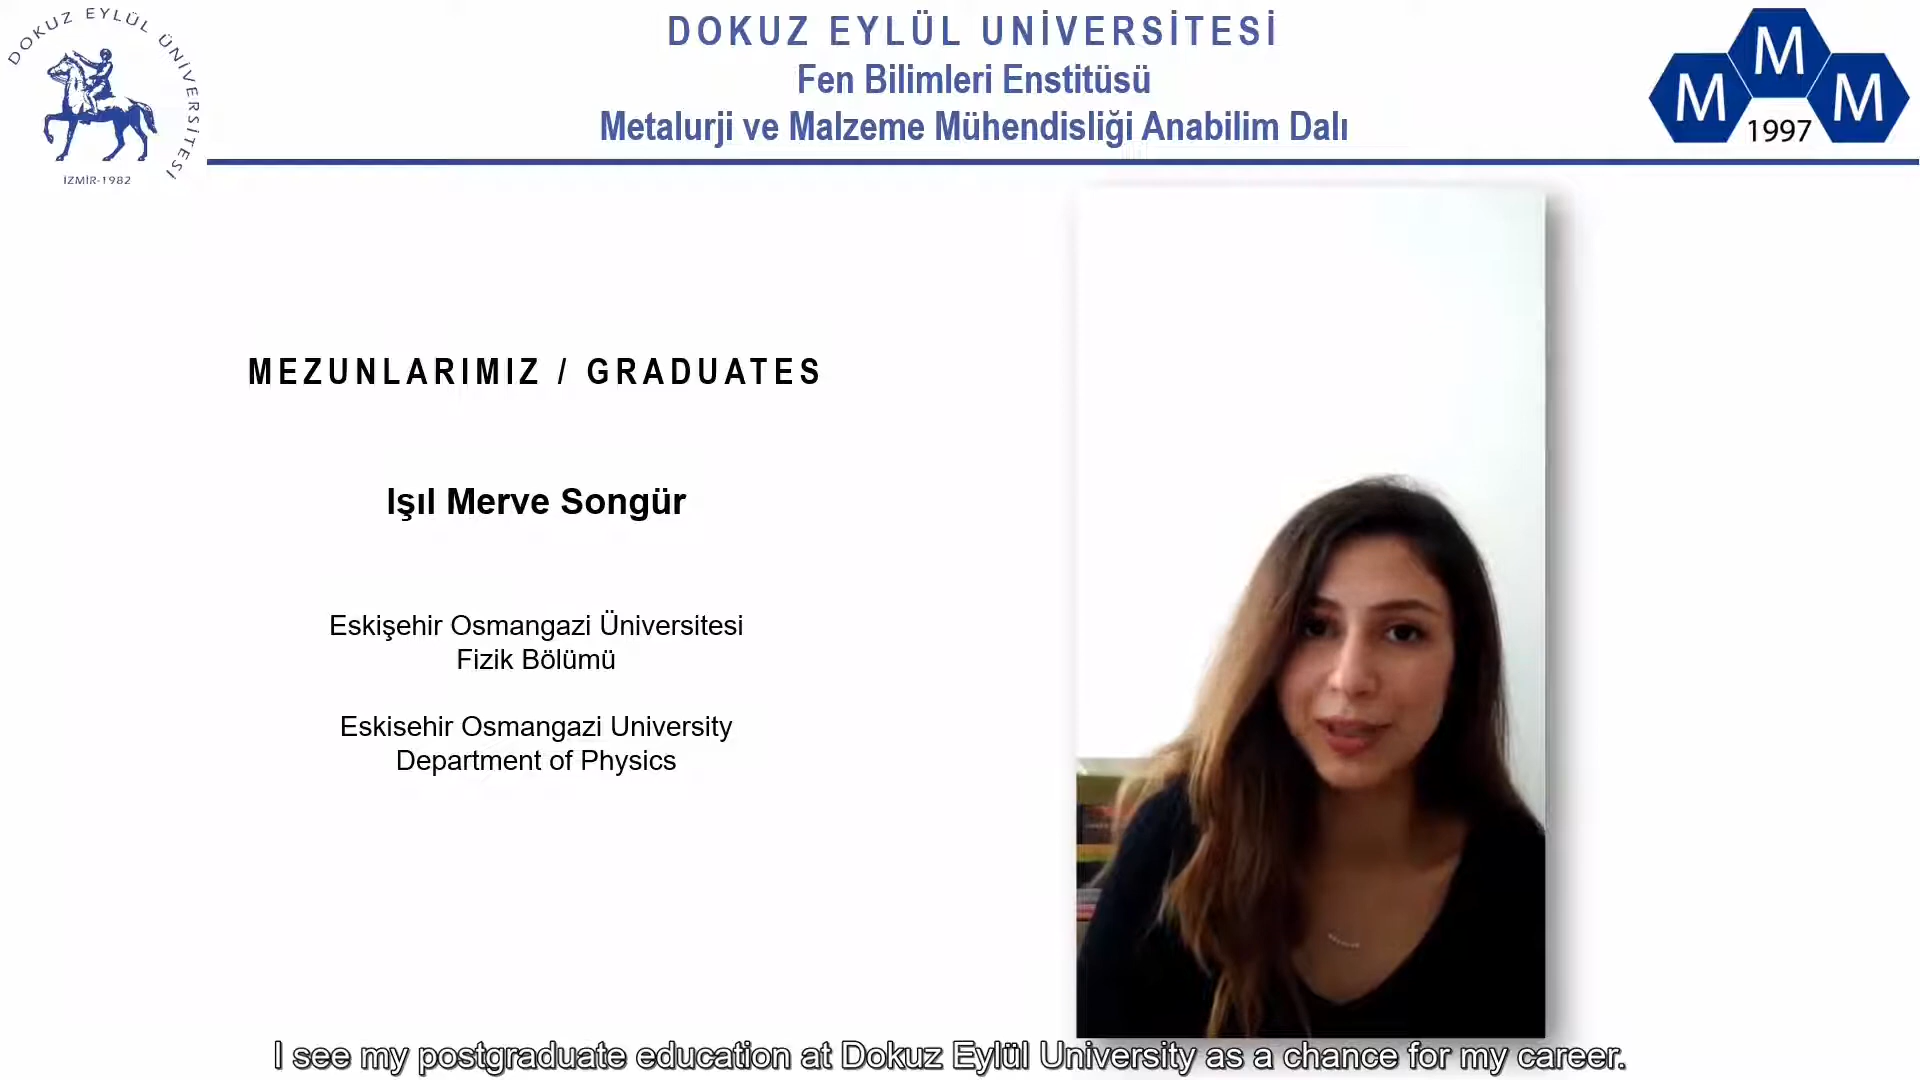 DOKUZ EYLÜL ÜNİVERSİTESİ
İZMİR-1982
DOKUZ EYLÜL UNİVERSİTESİ
Fen Bilimleri Enstitüsü
Metalurji ve Malzeme Mühendisliği Anabilim Dalı
M M M
1997
MEZUNLARIMIZ / GRADUATES
Işıl Merve Songür
Eskişehir Osmangazi Üniversitesi
Fizik Bölümü
Eskisehir Osmangazi University
Department of Physics
I see my postgraduate education at Dokuz Eylül University as a chance for my career.